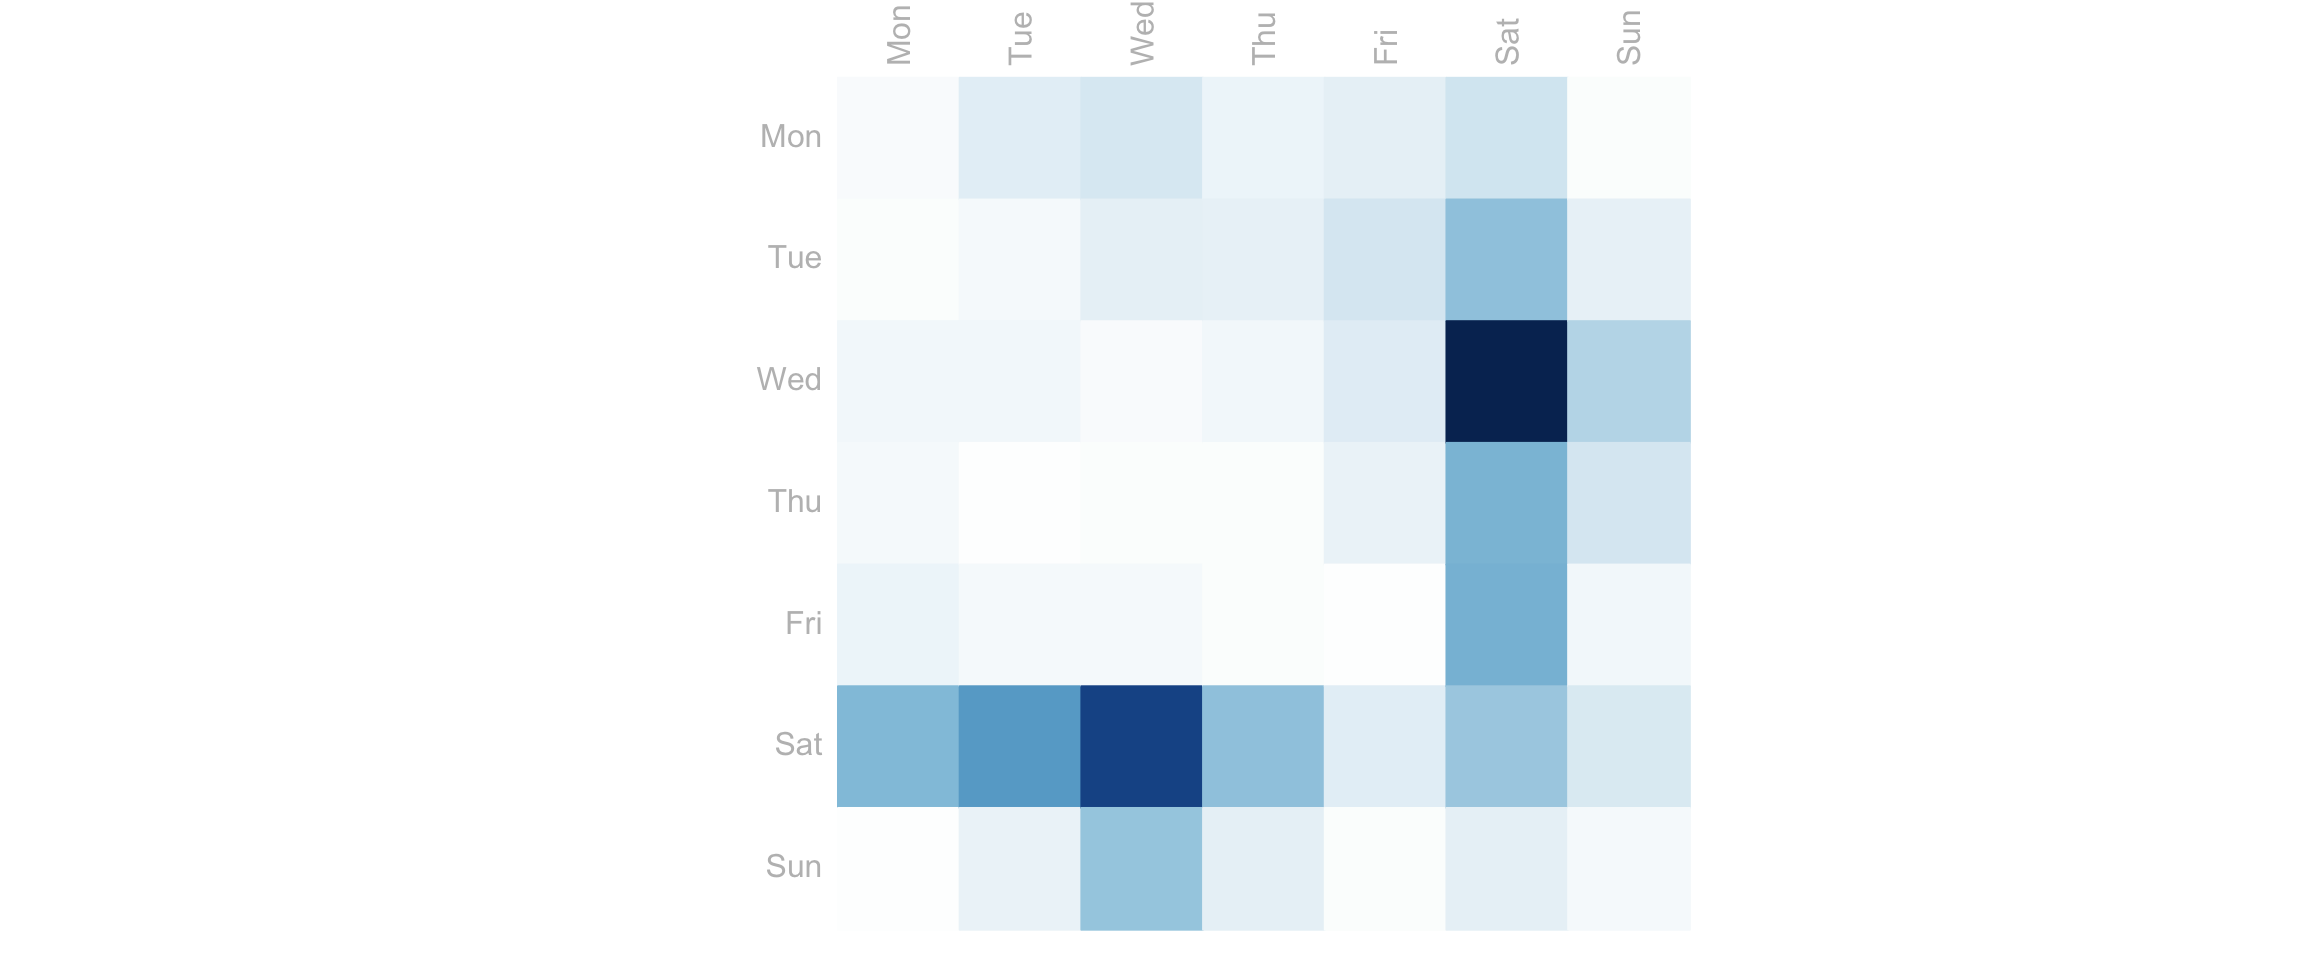 Mon Tue Wed Thu Fri Sat Sun
Mon
Tue
Wed
Thu
Fri
Sat
Sun